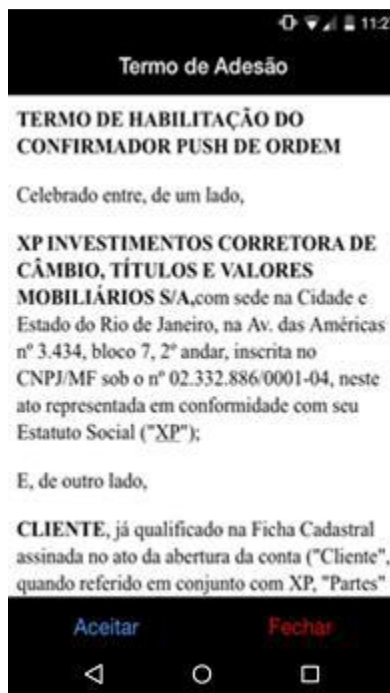 11:2
Termo de Adesão
TERMO DE HABILITAÇÃO DO
CONFIRMADOR PUSH DE ORDEM
Celebrado entre, de um lado,
XP INVESTIMENTOS CORRETORA DE
CÂMBIO, TÍTULOS E VALORES
MOBILIÁRIOS S/A,com sede na Cidade e
Estado do Rio de Janeiro, na Av. das Américas
nº 3.434, bloco 7, 2º andar, inscrita no
CNPJ/MF sob o nº 02.332.886/0001-04, neste
ato representada em conformidade com seu
Estatuto Social ("XP");
E, de outro lado,
CLIENTE, já qualificado na Ficha Cadastral
assinada no ato da abertura da conta ("Cliente",
quando referido em conjunto com XP, "Partes"
Aceitar Fechar